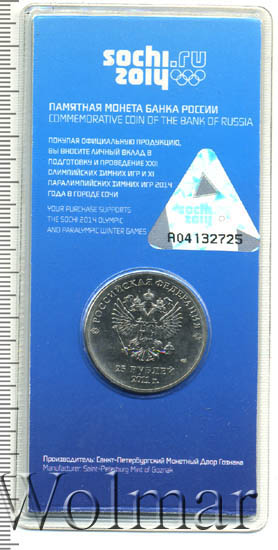 sochi.ru
2014
ПАМЯТНАЯ МОНЕТА БАНКА РОССИИ
COMMEMORATIVE COIN OF THE BANK OF RUSSIA
ПОКУПАЯ ОФИЦИАЛЬНУЮ ПРОДУКЦИЮ,
ВЫ ВНОСИТЕ ЛИЧНЫЙ ВКЛАД В
ПОДГОТОВКУ И ПРОВЕДЕНИЕ XXII
ОЛИМПИЙСКИХ ЗИМНИХ ИГР И XI
ПАРАЛИМПИЙСКИХ ЗИМНИХ ИГР 2014
ГОДА В ГОРОДЕ СОЧИ
YOUR PURCHASE SUPPORTS
THE SOCHI 2014 OLYMPIC
AND PARALYMPIC WINTER GAMES
sochi
2014
A04132725
РОССИЙСКАЯ ФЕДЕРАЦИЯ
25 РУБЛЕЙ
2011 г.
Производитель: Санкт-Петербургский Монетный Двор Гознака
Manufacturer: Saint-Petersburg Mint of Goznak
Wolmar